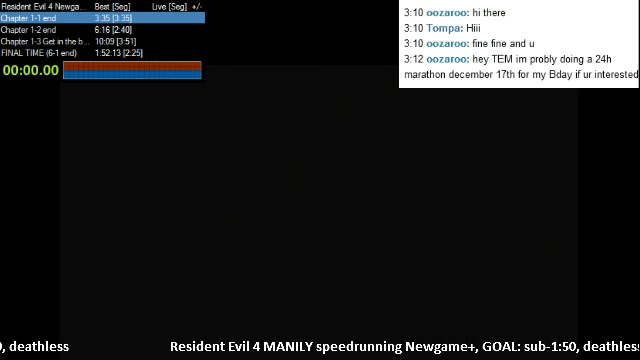 Resident Evil 4 Newga... Best [Seg] Live [Seg] +/-
Chapter 1-1 end 3:35 [3:35]
Chapter 1-2 end 6:16 [2:40]
Chapter 1-3 Get in the b... 10:09 [3:51]
FINAL TIME (6-1 end) 1:52.13 [2:25]
00:00.00
3:10 oozaroo: hi there
3:10 Tompa: Hiii
3:10 oozaroo: fine fine and u
3:12 oozaroo: hey TEM im probly doing a 24h
marathon december 17th for my Bday if ur interested
, deathless Resident Evil 4 MANILY speedrunning Newgame+, GOAL: sub-1:50, deathless